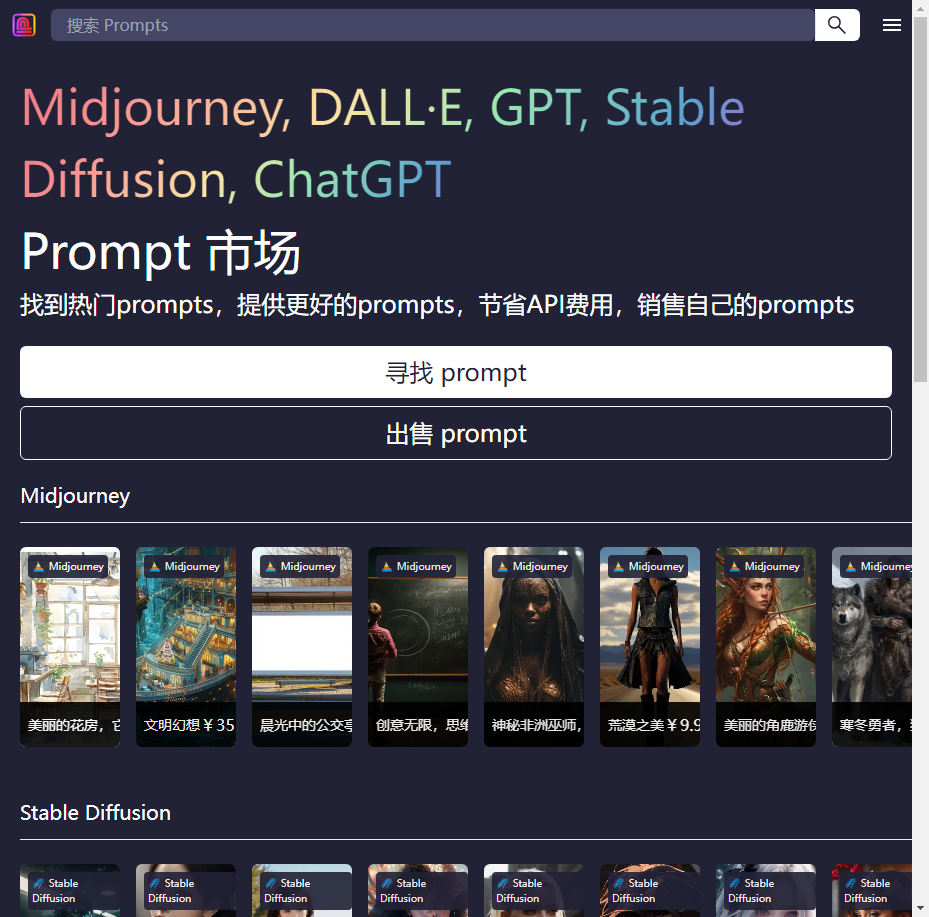 搜索 Prompts
Midjourney, DALL·E, GPT, Stable
Diffusion, ChatGPT
Prompt 市场
找到热门prompts，提供更好的prompts，节省API费用，销售自己的prompts
寻找 prompt
出售 prompt
Midjourney
Midjourney Midjourney Midjourney Midjourney Midjourney Midjourney Midjourney Midjourney
美丽的花房， 文明幻想￥35 晨光中的公交亭 创意无限，思维 神秘非洲巫师， 荒漠之美￥9.9 美丽的角鹿游侠 寒冬勇者，
Stable Diffusion
Stable Stable Stable Stable Stable Stable Stable Stable
Diffusion Diffusion Diffusion Diffusion Diffusion Diffusion Diffusion Diffusion